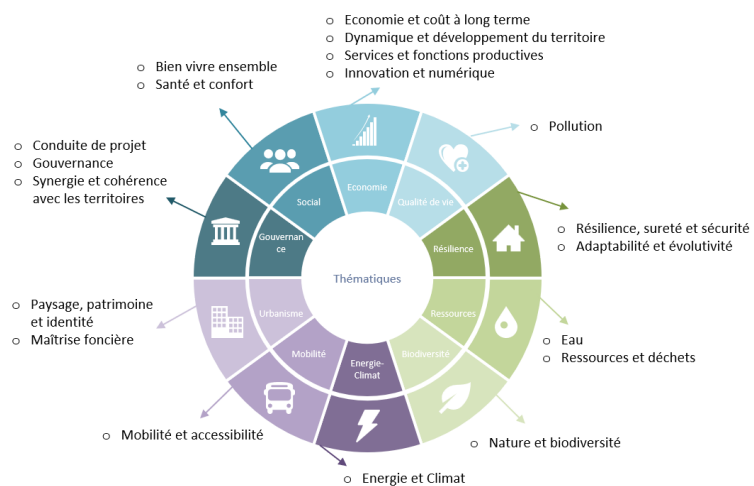 Economie et coût à long terme
Dynamique et développement du territoire
Services et fonctions productives
Innovation et numérique
Bien vivre ensemble
Santé et confort
Pollution
Conduite de projet
Gouvernance
Synergie et cohérence
avec les territoires
Résilience, sureté et sécurité
Adaptabilité et évolutivité
Economie
Social
Qualité de vie
Gouvernan
ce
Résilience
Thématiques
Urbanisme
Ressources
Mobilité
Energie-
Climat
Biodiversité
Paysage, patrimoine
et identité
Maîtrise foncière
Eau
Ressources et déchets
Mobilité et accessibilité
Nature et biodiversité
Energie et Climat